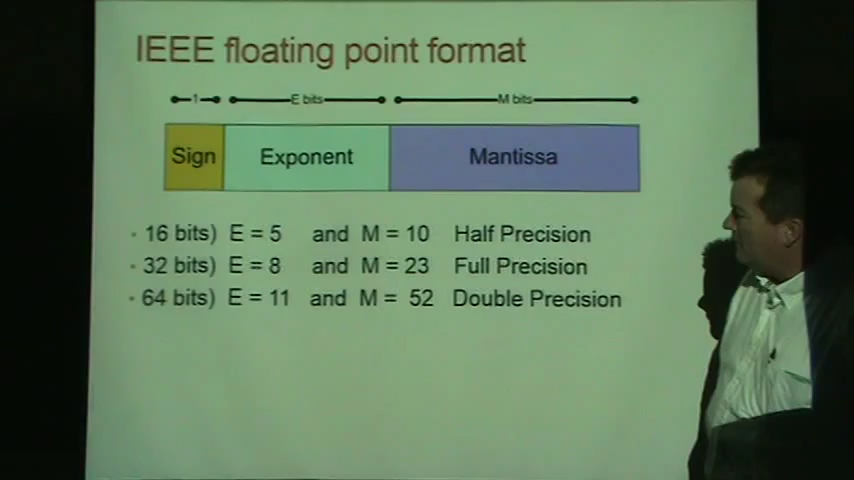 IEEE floating point format
1 E bits M bits
Sign Exponent Mantissa
• 16 bits) E = 5 and M = 10 Half Precision
• 32 bits) E = 8 and M = 23 Full Precision
• 64 bits) E = 11 and M = 52 Double Precision